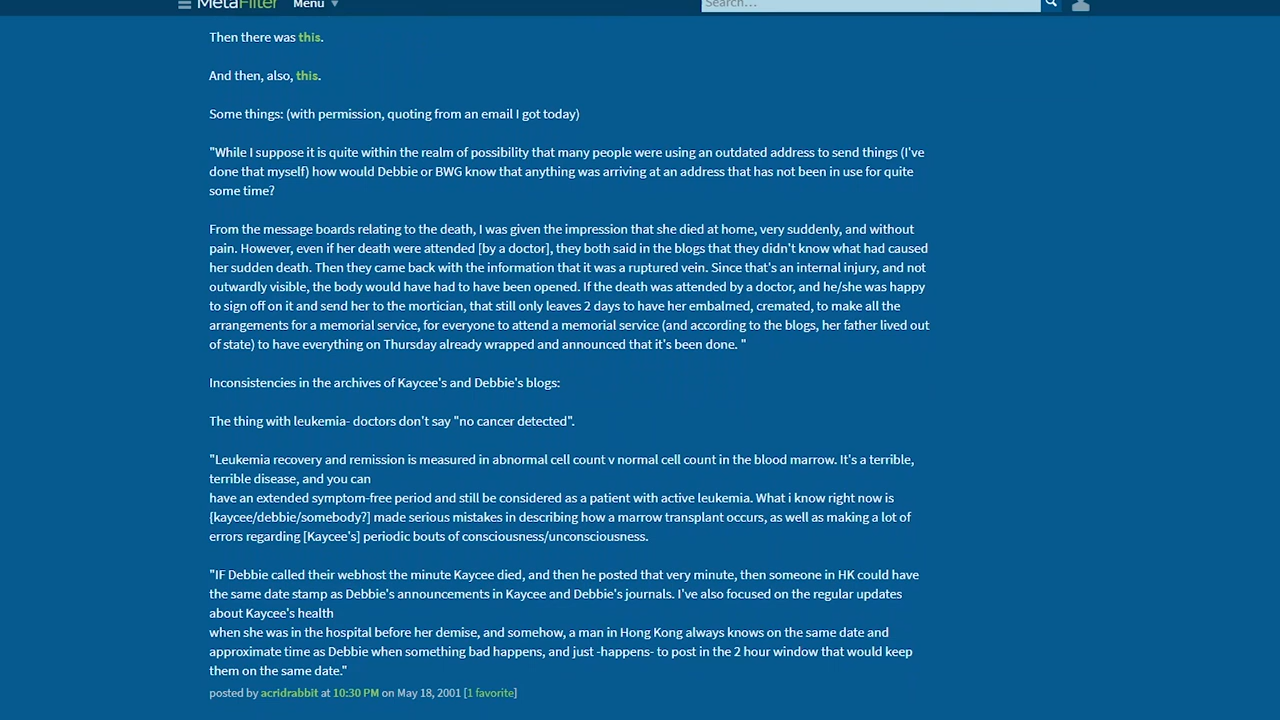 MetaFilter Menu Search...
Then there was this.
And then, also, this.
Some things: (with permission, quoting from an email I got today)
"While I suppose it is quite within the realm of possibility that many people were using an outdated address to send things (I've
done that myself) how would Debbie or BWG know that anything was arriving at an address that has not been in use for quite
some time?
From the message boards relating to the death, I was given the impression that she died at home, very suddenly, and without
pain. However, even if her death were attended [by a doctor], they both said in the blogs that they didn't know what had caused
her sudden death. Then they came back with the information that it was a ruptured vein. Since that's an internal injury, and not
outwardly visible, the body would have had to have been opened. If the death was attended by a doctor, and he/she was happy
to sign off on it and send her to the mortician, that still only leaves 2 days to have her embalmed, cremated, to make all the
arrangements for a memorial service, for everyone to attend a memorial service (and according to the blogs, her father lived out
of state) to have everything on Thursday already wrapped and announced that it's been done. "
Inconsistencies in the archives of Kaycee's and Debbie's blogs:
The thing with leukemia- doctors don't say "no cancer detected".
"Leukemia recovery and remission is measured in abnormal cell count v normal cell count in the blood marrow. It's a terrible,
terrible disease, and you can
have an extended symptom-free period and still be considered as a patient with active leukemia. What i know right now is
{kaycee/debbie/somebody?] made serious mistakes in describing how a marrow transplant occurs, as well as making a lot of
errors regarding [Kaycee's] periodic bouts of consciousness/unconsciousness.
"IF Debbie called their webhost the minute Kaycee died, and then he posted that very minute, then someone in HK could have
the same date stamp as Debbie's announcements in Kaycee and Debbie's journals. I've also focused on the regular updates
about Kaycee's health
when she was in the hospital before her demise, and somehow, a man in Hong Kong always knows on the same date and
approximate time as Debbie when something bad happens, and just -happens- to post in the 2 hour window that would keep
them on the same date."
posted by acridrabbit at 10:30 PM on May 18, 2001 [1 favorite]